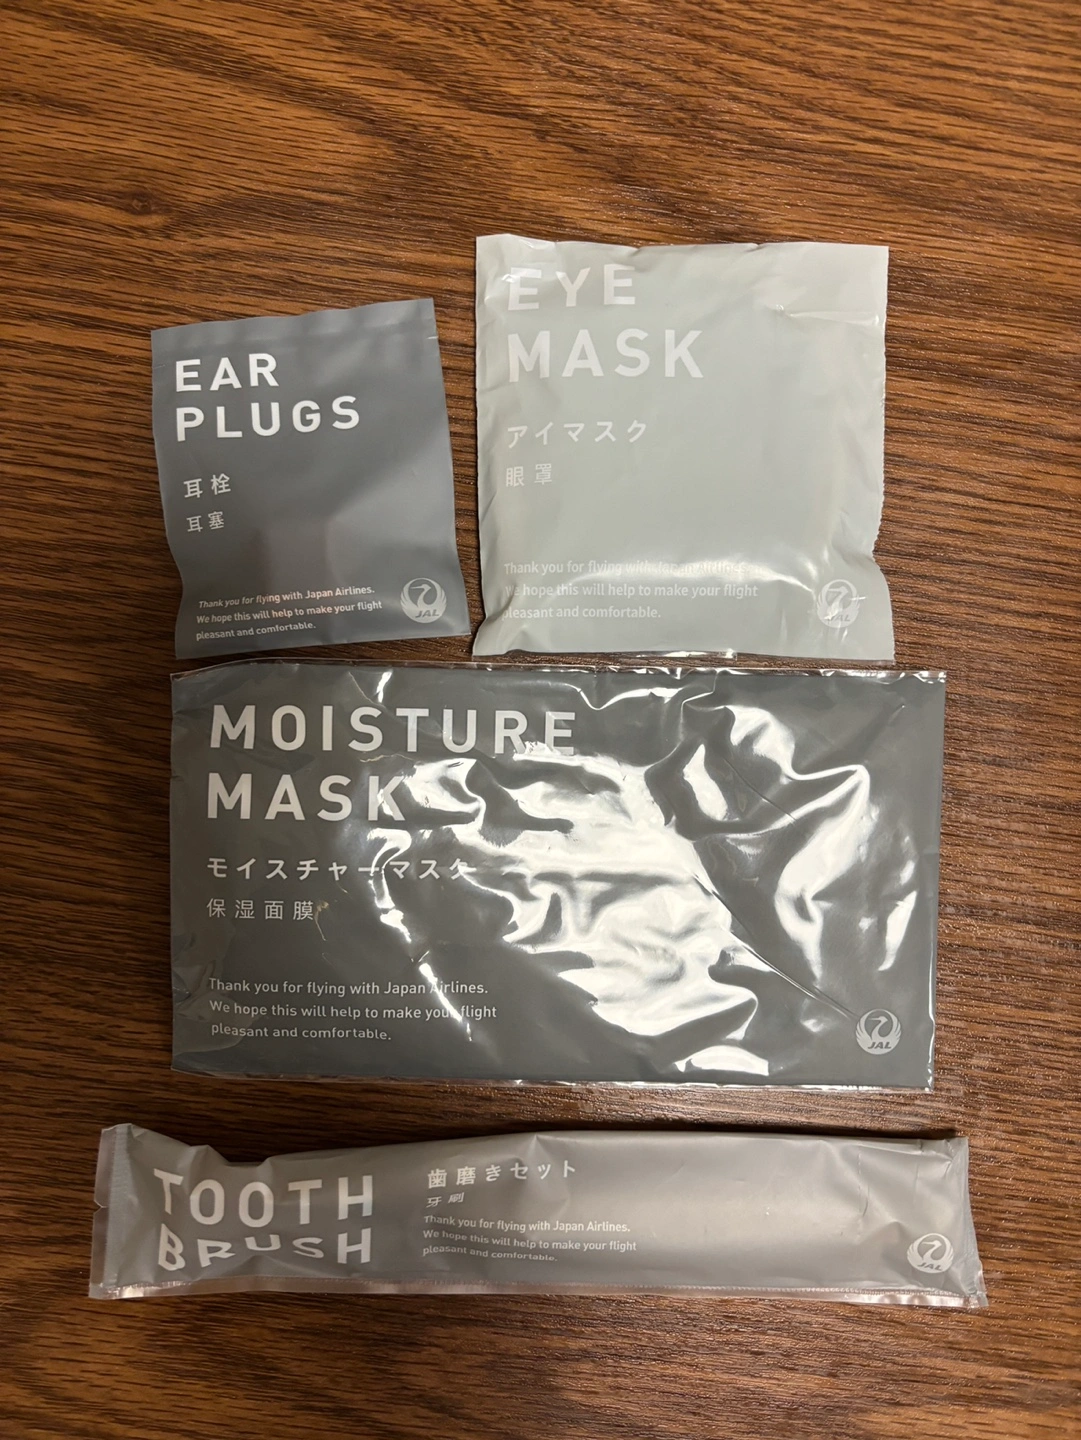 EAR
PLUGS
耳栓
耳塞
Thank you for flying with Japan Airlines.
We hope this will help to make your flight
pleasant and comfortable.
JAL
EYE
MASK
アイマスク
眼罩
Thank you for flying with Japan Airlines.
We hope this will help to make your flight
pleasant and comfortable.
JAL
MOISTURE
MASK
モイスチャーマスク
保湿面膜
Thank you for flying with Japan Airlines.
We hope this will help to make your flight
pleasant and comfortable.
JAL
TOOTH
BRUSH
歯磨きセット
牙刷
Thank you for flying with Japan Airlines.
We hope this will help to make your flight
pleasant and comfortable.
JAL